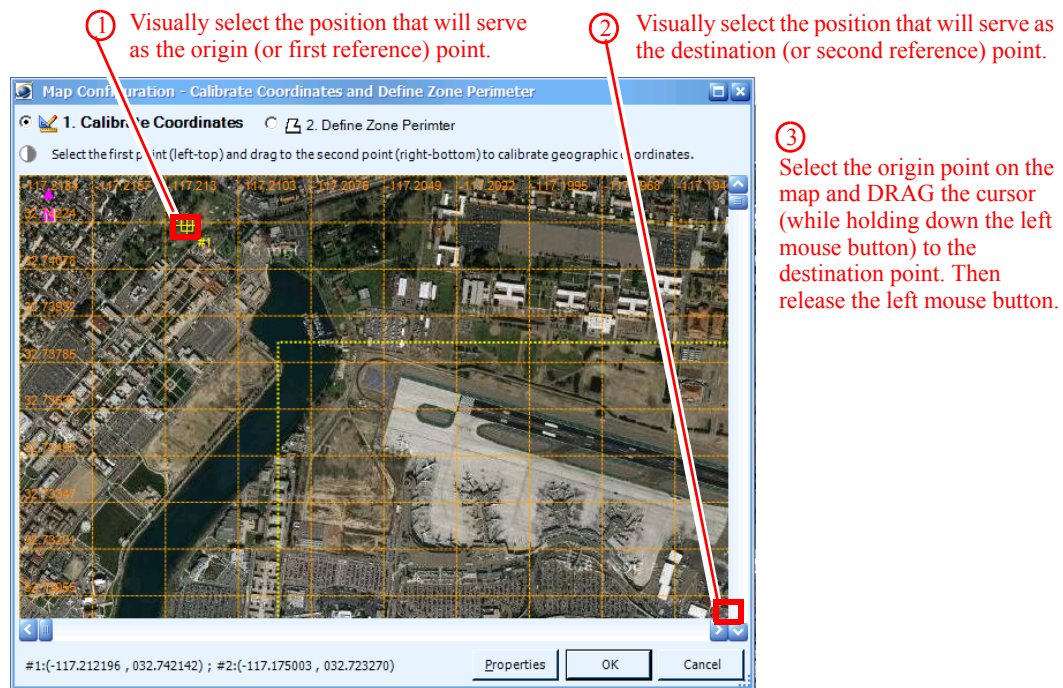 1 Visually select the position that will serve
as the origin (or first reference) point.
2 Visually select the position that will serve as
the destination (or second reference) point.
3
Select the origin point on the
map and DRAG the cursor
(while holding down the left
mouse button) to the
destination point. Then
release the left mouse button.
Map Configuration - Calibrate Coordinates and Define Zone Perimeter
1. Calibrate Coordinates 2. Define Zone Perimter
Select the first point (left-top) and drag to the second point (right-bottom) to calibrate geographic coordinates.
-117.213 -117.2103 -117.2076 -117.2049 -117.2022 -117.1995
N
#1
32.74078
32.73932
32.73785
32.73347
32.73201
#1:(-117.212196 , 032.742142) ; #2:(-117.175003 , 032.723270)
Properties OK Cancel